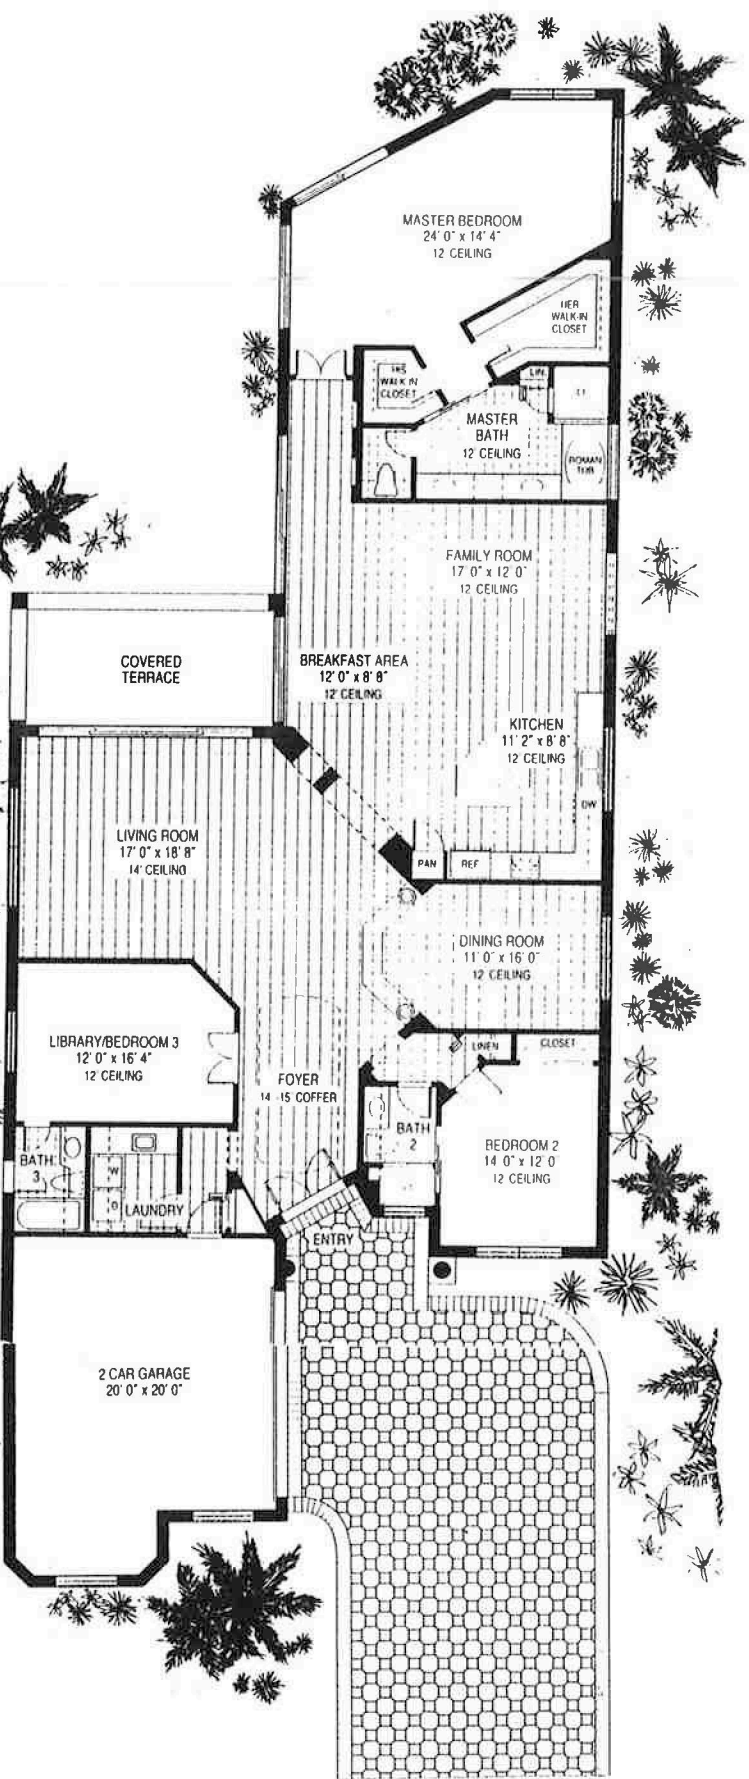 MASTER BEDROOM
24' 0" x 14' 4"
12 CEILING
HER
WALK-IN
CLOSET
HIS
WALK IN
CLOSET
LIN
MASTER
BATH
12' CEILING
ROMAN
TUB
FAMILY ROOM
17' 0" x 12' 0"
12 CEILING
COVERED
TERRACE
BREAKFAST AREA
12' 0" x 8' 8"
12' CEILING
KITCHEN
11' 2" x 8' 8"
12 CEILING
DW
LIVING ROOM
17' 0" x 18' 8"
14' CEILING
PAN
REF
DINING ROOM
11' 0" x 16' 0"
12 CEILING
LIBRARY/BEDROOM 3
12' 0" x 16' 4"
12' CEILING
LINEN
CLOSET
FOYER
14 -15 COFFER
BATH
2
BEDROOM 2
14' 0" x 12' 0
12 CEILING
BATH
3
W
D
LAUNDRY
ENTRY
2 CAR GARAGE
20' 0" x 20' 0"